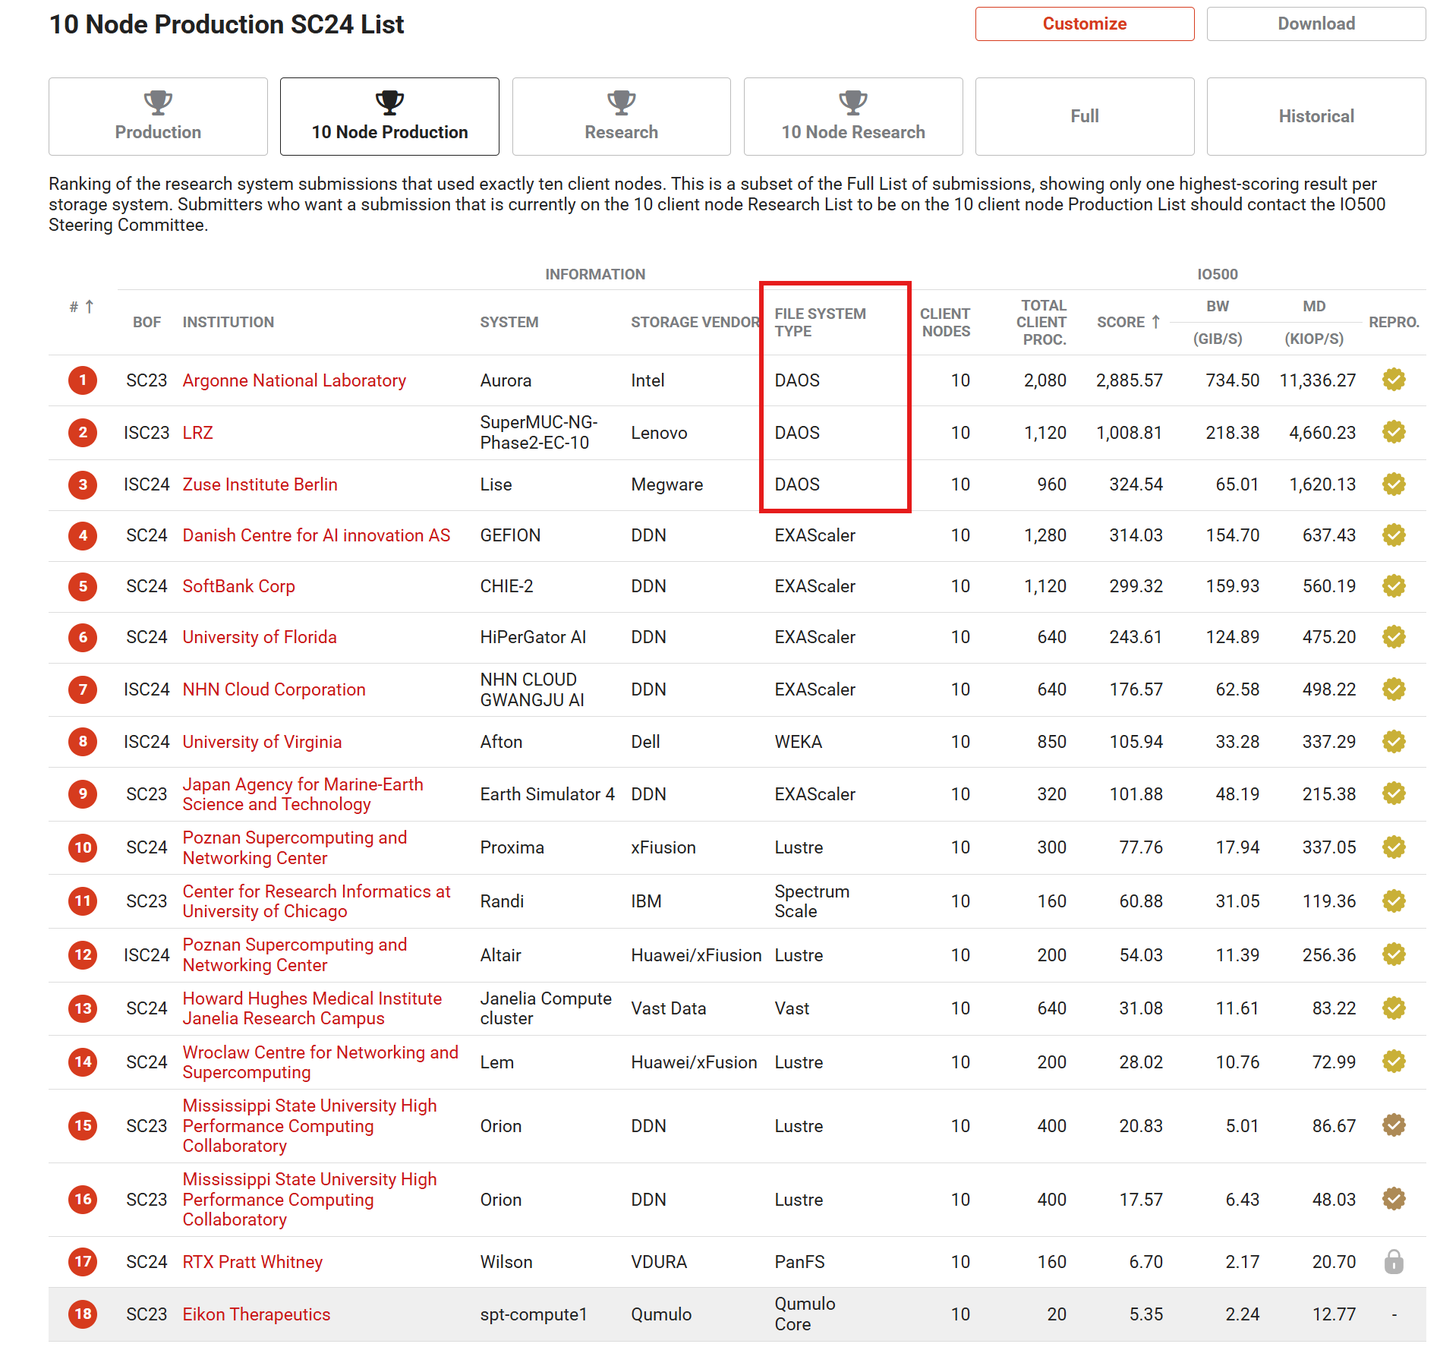 10 Node Production SC24 List
Customize
Download
Production
10 Node Production
Research
10 Node Research
Full
Historical
Ranking of the research system submissions that used exactly ten client nodes. This is a subset of the Full List of submissions, showing only one highest-scoring result per
storage system. Submitters who want a submission that is currently on the 10 client node Research List to be on the 10 client node Production List should contact the IO500
Steering Committee.
INFORMATION IO500
# ↑ BOF INSTITUTION SYSTEM STORAGE VENDOR FILE SYSTEM TYPE CLIENT NODES TOTAL CLIENT PROC. SCORE ↑ BW (GIB/S) MD (KIOP/S) REPRO.
1 SC23 Argonne National Laboratory Aurora Intel DAOS 10 2,080 2,885.57 734.50 11,336.27
2 ISC23 LRZ SuperMUC-NG-Phase2-EC-10 Lenovo DAOS 10 1,120 1,008.81 218.38 4,660.23
3 ISC24 Zuse Institute Berlin Lise Megware DAOS 10 960 324.54 65.01 1,620.13
4 SC24 Danish Centre for AI innovation AS GEFION DDN EXAScaler 10 1,280 314.03 154.70 637.43
5 SC24 SoftBank Corp CHIE-2 DDN EXAScaler 10 1,120 299.32 159.93 560.19
6 SC24 University of Florida HiPerGator AI DDN EXAScaler 10 640 243.61 124.89 475.20
7 ISC24 NHN Cloud Corporation NHN CLOUD GWANGJU AI DDN EXAScaler 10 640 176.57 62.58 498.22
8 ISC24 University of Virginia Afton Dell WEKA 10 850 105.94 33.28 337.29
9 SC23 Japan Agency for Marine-Earth Science and Technology Earth Simulator 4 DDN EXAScaler 10 320 101.88 48.19 215.38
10 SC24 Poznan Supercomputing and Networking Center Proxima xFiusion Lustre 10 300 77.76 17.94 337.05
11 SC23 Center for Research Informatics at University of Chicago Randi IBM Spectrum Scale 10 160 60.88 31.05 119.36
12 ISC24 Poznan Supercomputing and Networking Center Altair Huawei/xFiusion Lustre 10 200 54.03 11.39 256.36
13 SC24 Howard Hughes Medical Institute Janelia Research Campus Janelia Compute cluster Vast Data Vast 10 640 31.08 11.61 83.22
14 SC24 Wroclaw Centre for Networking and Supercomputing Lem Huawei/xFusion Lustre 10 200 28.02 10.76 72.99
15 SC23 Mississippi State University High Performance Computing Collaboratory Orion DDN Lustre 10 400 20.83 5.01 86.67
16 SC23 Mississippi State University High Performance Computing Collaboratory Orion DDN Lustre 10 400 17.57 6.43 48.03
17 SC24 RTX Pratt Whitney Wilson VDURA PanFS 10 160 6.70 2.17 20.70
18 SC23 Eikon Therapeutics spt-compute1 Qumulo Qumulo Core 10 20 5.35 2.24 12.77 -